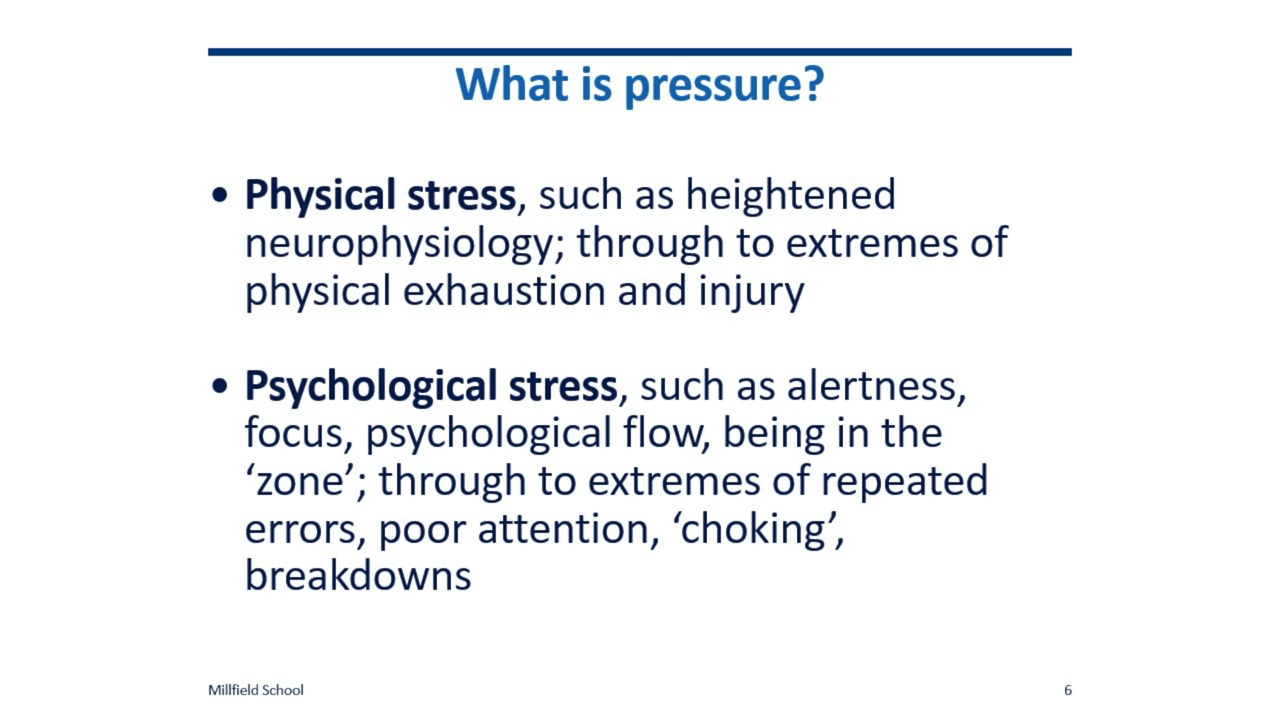 What is pressure?
• Physical stress, such as heightened
neurophysiology; through to extremes of
physical exhaustion and injury
• Psychological stress, such as alertness,
focus, psychological flow, being in the
‘zone’; through to extremes of repeated
errors, poor attention, ‘choking’,
breakdowns
Millfield School
6